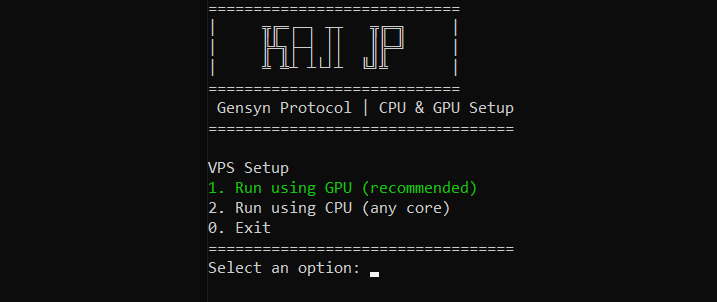 KAJI JP
Gensyn Protocol | CPU & GPU Setup
VPS Setup
1. Run using GPU (recommended)
2. Run using CPU (any core)
0. Exit
Select an option: